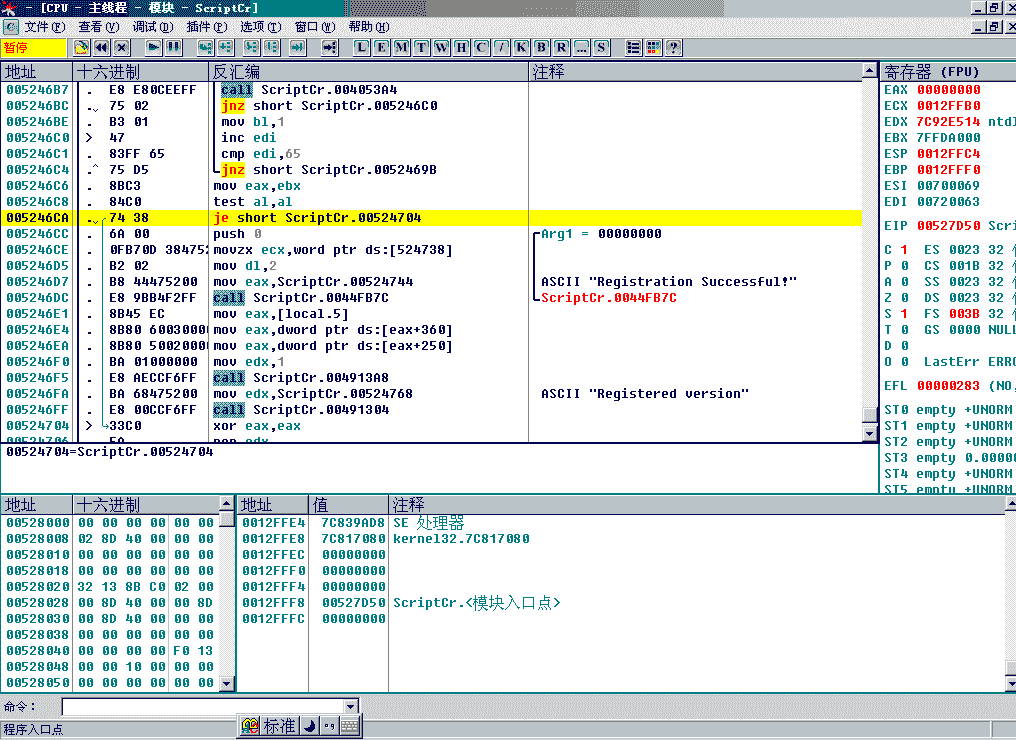 - [CPU - 主线程 - 模块 - ScriptCr]
文件(F) 查看(V) 调试(D) 插件(P) 选项(T) 窗口(W) 帮助(H)
暂停 L E M T W H C / K B R ... S ?
地址 十六进制 反汇编 注释
005246B7 . E8 E80CEEFF call ScriptCr.004053A4
005246BC . 75 02 jnz short ScriptCr.005246C0
005246BE . B3 01 mov bl,1
005246C0 > 47 inc edi
005246C1 . 83FF 65 cmp edi,65
005246C4 .^ 75 D5 jnz short ScriptCr.0052469B
005246C6 . 8BC3 mov eax,ebx
005246C8 . 84C0 test al,al
005246CA . 74 38 je short ScriptCr.00524704
005246CC . 6A 00 push 0 Arg1 = 00000000
005246CE . 0FB70D 384752 movzx ecx,word ptr ds:[524738]
005246D5 . B2 02 mov dl,2
005246D7 . B8 44475200 mov eax,ScriptCr.00524744 ASCII "Registration Successful!"
005246DC . E8 9BB4F2FF call ScriptCr.0044FB7C ScriptCr.0044FB7C
005246E1 . 8B45 EC mov eax,[local.5]
005246E4 . 8B80 6003000 mov eax,dword ptr ds:[eax+360]
005246EA . 8B80 5002000 mov eax,dword ptr ds:[eax+250]
005246F0 . BA 01000000 mov edx,1
005246F5 . E8 AECCF6FF call ScriptCr.004913A8
005246FA . BA 68475200 mov edx,ScriptCr.00524768 ASCII "Registered version"
005246FF . E8 00CCF6FF call ScriptCr.00491304
00524704 > 33C0 xor eax,eax
00524704=ScriptCr.00524704
寄存器 (FPU)
EAX 00000000
ECX 0012FFB0
EDX 7C92E514 ntdl
EBX 7FFDA000
ESP 0012FFC4
EBP 0012FFF0
ESI 00700069
EDI 00720063
EIP 00527D50 Scri
C 1 ES 0023 32
P 0 CS 001B 32
A 0 SS 0023 32
Z 0 DS 0023 32
S 1 FS 003B 32
T 0 GS 0000 NULL
D 0
O 0 LastErr ERRO
EFL 00000283 (NO,
ST0 empty +UNORM
ST1 empty +UNORM
ST2 empty +UNORM
ST3 empty 0.00000
ST4 empty +UNORM
ST5 empty +UNORM
地址 十六进制
00528000 00 00 00 00 00 00
00528008 02 8D 40 00 00 00
00528010 00 00 00 00 00 00
00528018 00 00 00 00 00 00
00528020 32 13 8B C0 02 00
00528028 00 8D 40 00 00 8D
00528030 00 8D 40 00 00 00
00528038 00 00 00 00 00 00
00528040 00 00 00 00 F0 13
00528048 00 00 10 00 00 00
00528050 00 00 00 00 00 00
地址 值 注释
0012FFE4 7C839AD8 SE 处理器
0012FFE8 7C817080 kernel32.7C817080
0012FFEC 00000000
0012FFF0 00000000
0012FFF4 00000000
0012FFF8 00527D50 ScriptCr.<模块入口点>
0012FFFC 00000000
命令：
程序入口点 标准